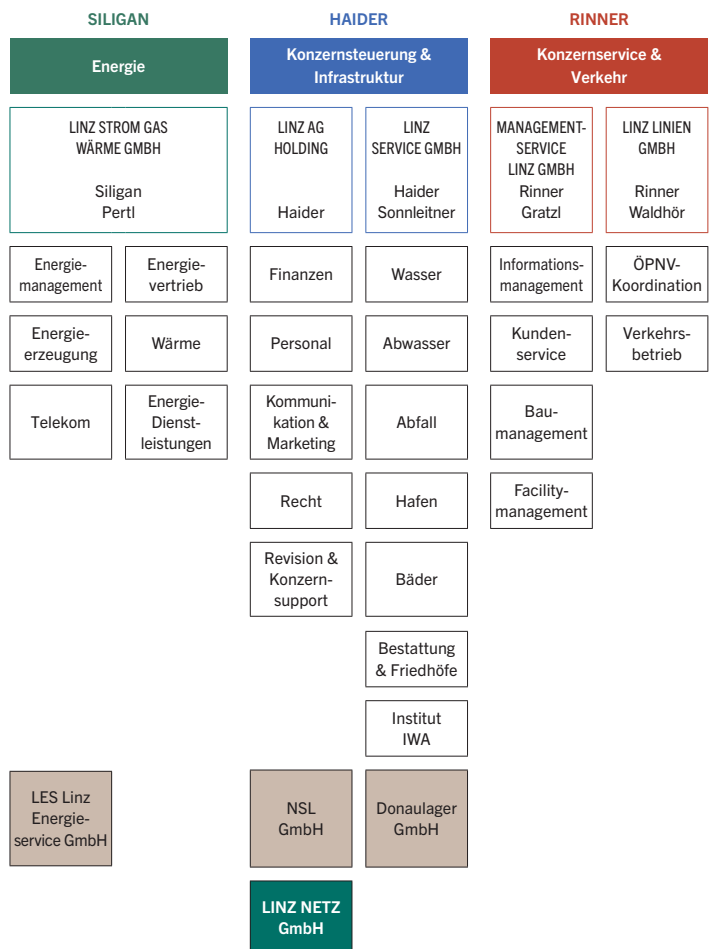 SILIGAN
Energie
LINZ STROM GAS
WÄRME GMBH
Siligan
Pertl
Energie-
management
Energie-
vertrieb
Energie-
erzeugung
Wärme
Telekom
Energie-
Dienst-
leistungen
LES Linz
Energie-
service GmbH
HAIDER
Konzernsteuerung &
Infrastruktur
LINZ AG
HOLDING
Haider
Finanzen
Personal
Kommuni-
kation &
Marketing
Recht
Revision &
Konzern-
support
NSL
GmbH
LINZ NETZ
GmbH
LINZ
SERVICE GMBH
Haider
Sonnleitner
Wasser
Abwasser
Abfall
Hafen
Bäder
Bestattung
& Friedhöfe
Institut
IWA
Donaulager
GmbH
RINNER
Konzernservice &
Verkehr
MANAGEMENT-
SERVICE
LINZ GMBH
Rinner
Gratzl
Informations-
management
Kunden-
service
Bau-
management
Facility-
management
LINZ LINIEN
GMBH
Rinner
Waldhör
ÖPNV-
Koordination
Verkehrs-
betrieb